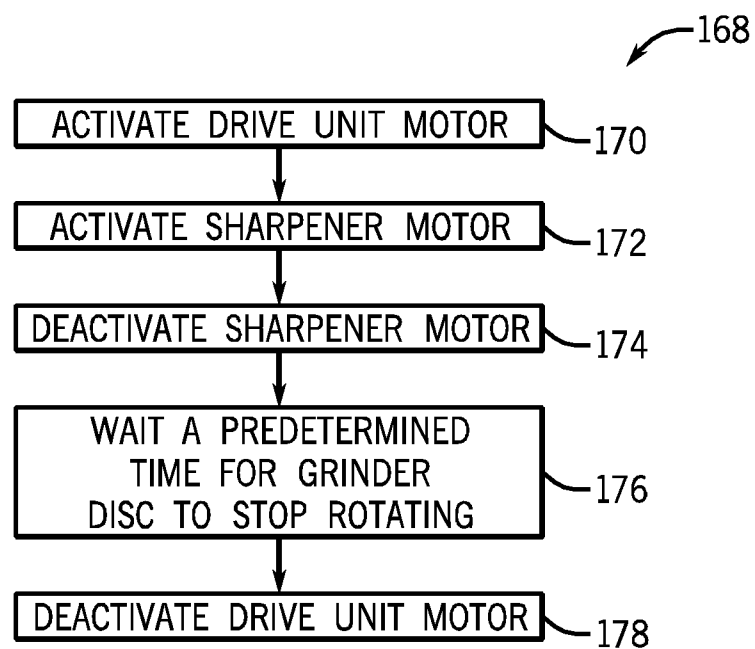 168
ACTIVATE DRIVE UNIT MOTOR
170
ACTIVATE SHARPENER MOTOR
172
DEACTIVATE SHARPENER MOTOR
174
WAIT A PREDETERMINED
TIME FOR GRINDER
DISC TO STOP ROTATING
176
DEACTIVATE DRIVE UNIT MOTOR
178